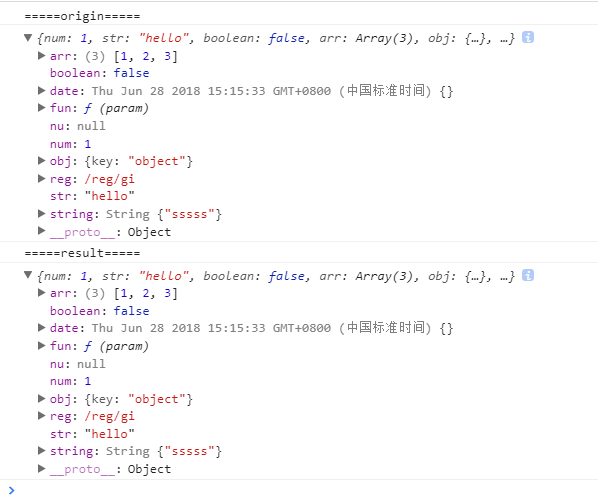 =====origin=====
{num: 1, str: "hello", boolean: false, arr: Array(3), obj: {…}, …}
arr: (3) [1, 2, 3]
boolean: false
date: Thu Jun 28 2018 15:15:33 GMT+0800 (中国标准时间) {}
fun: ƒ (param)
nu: null
num: 1
obj: {key: "object"}
reg: /reg/gi
str: "hello"
string: String {"sssss"}
__proto__: Object
=====result=====
{num: 1, str: "hello", boolean: false, arr: Array(3), obj: {…}, …}
arr: (3) [1, 2, 3]
boolean: false
date: Thu Jun 28 2018 15:15:33 GMT+0800 (中国标准时间) {}
fun: ƒ (param)
nu: null
num: 1
obj: {key: "object"}
reg: /reg/gi
str: "hello"
string: String {"sssss"}
__proto__: Object